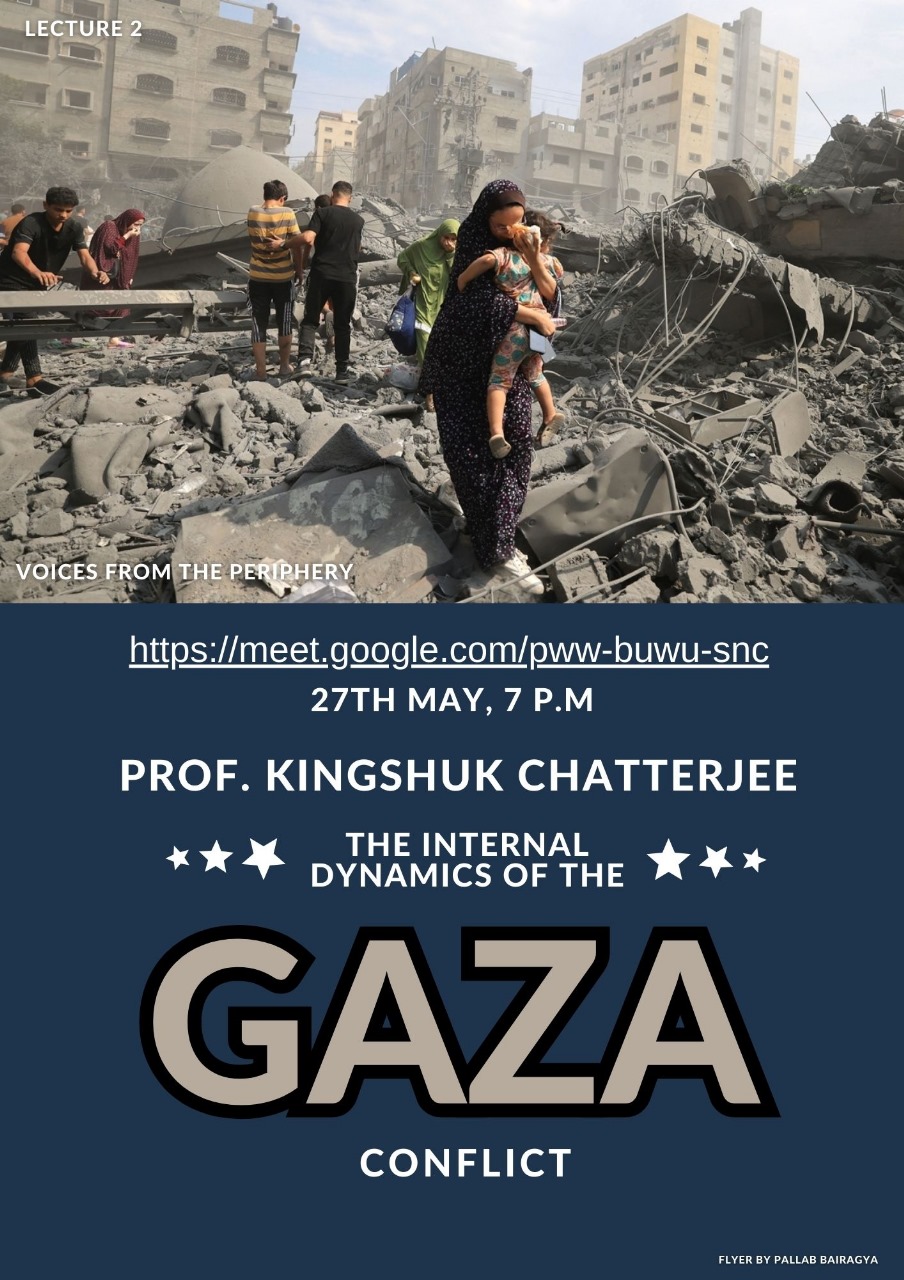 LECTURE 2
VOICES FROM THE PERIPHERY
https://meet.google.com/pww-buwu-snc
27TH MAY, 7 P.M
PROF. KINGSHUK CHATTERJEE
THE INTERNAL
DYNAMICS OF THE
GAZA
CONFLICT
FLYER BY PALLAB BAIRAGYA